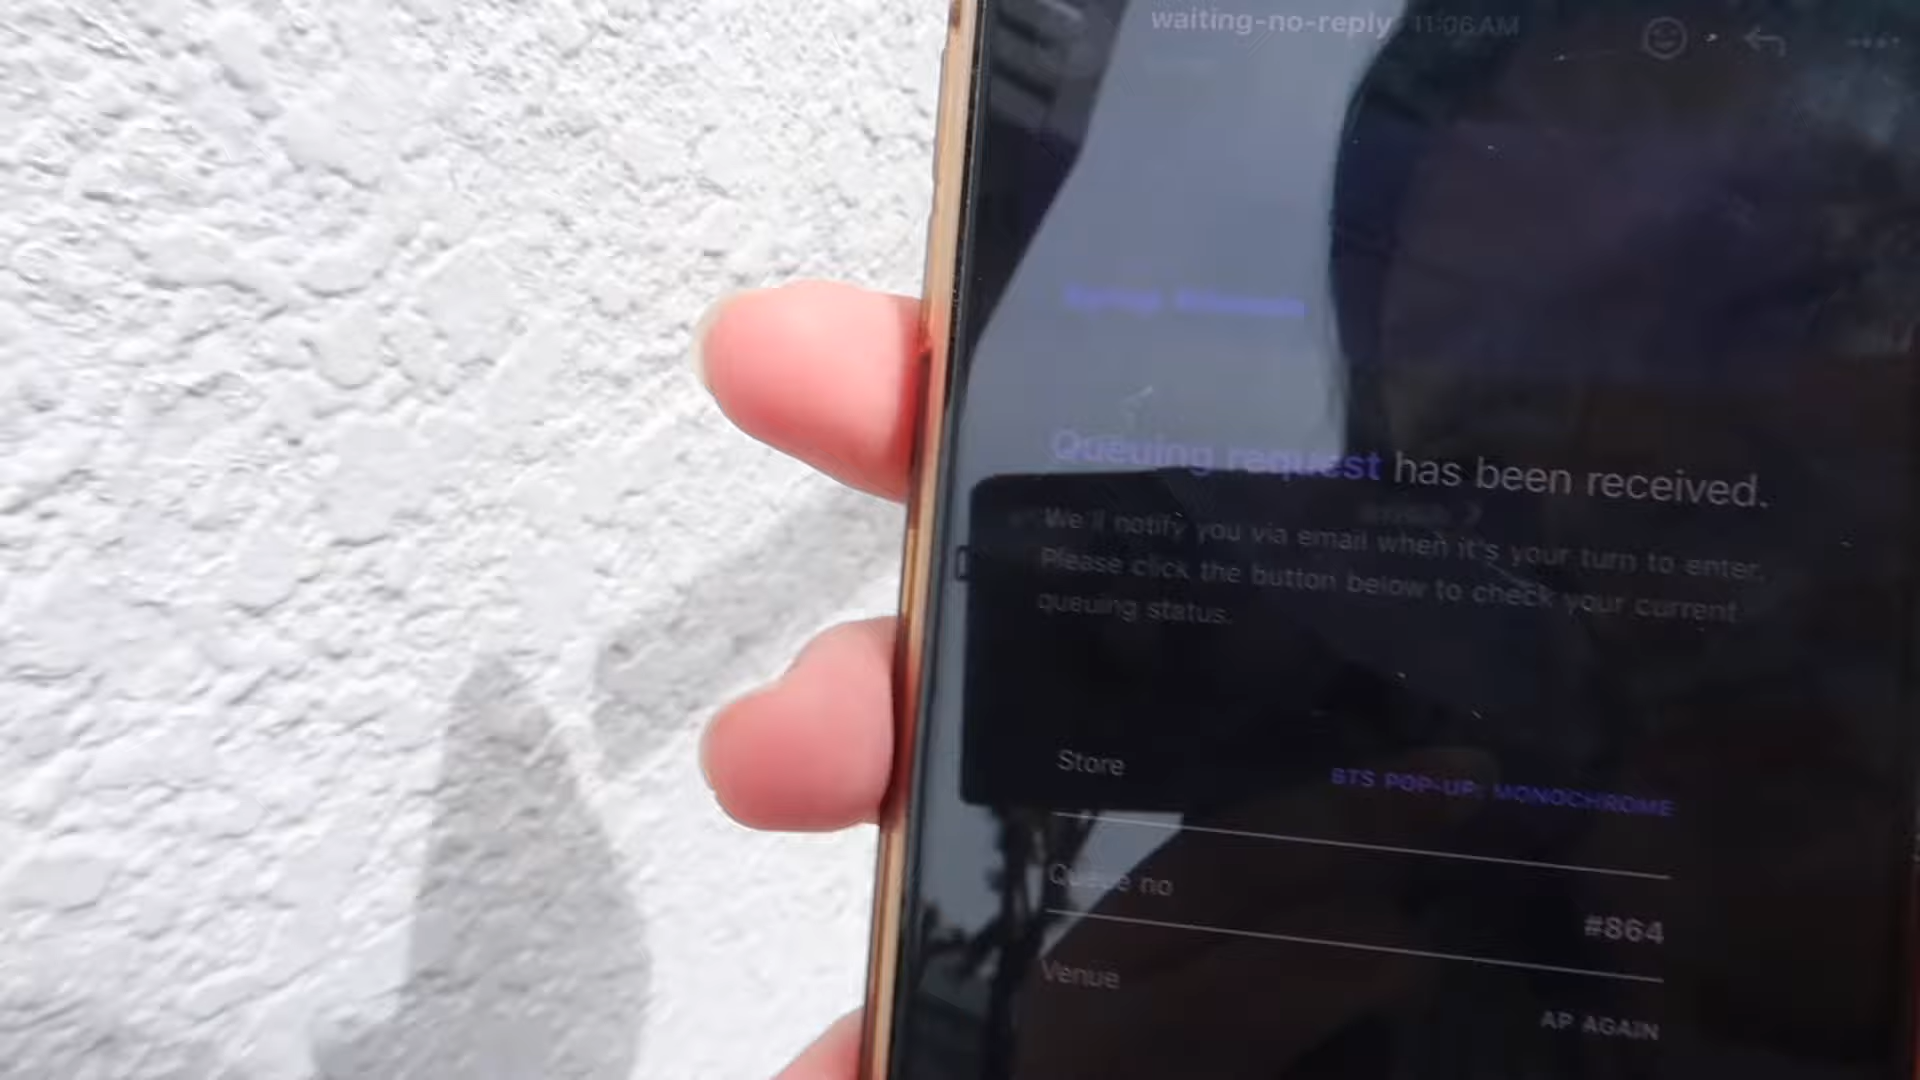 waiting-no-reply 11:06 AM
Queuing request has been received.
We'll notify you via email when it's your turn to enter.
Please click the button below to check your current
queuing status.
Store
BTS POP-UP: MONOCHROME
Queue no
#864
Venue
AP AGAIN